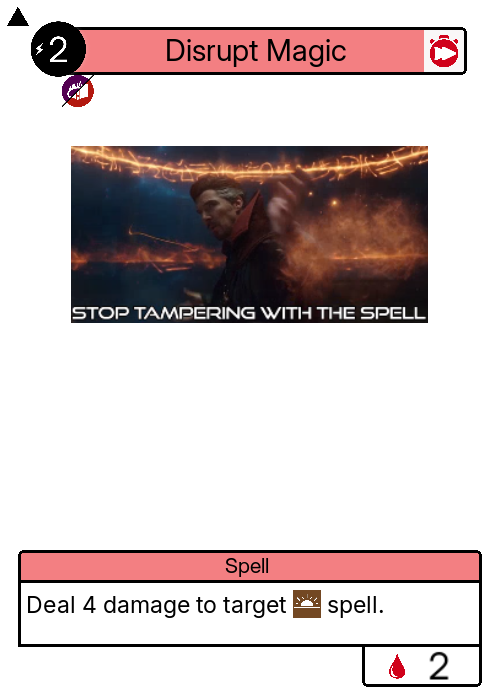 2
Disrupt Magic
STOP TAMPERING WITH THE SPELL
Spell
Deal 4 damage to target spell.
2